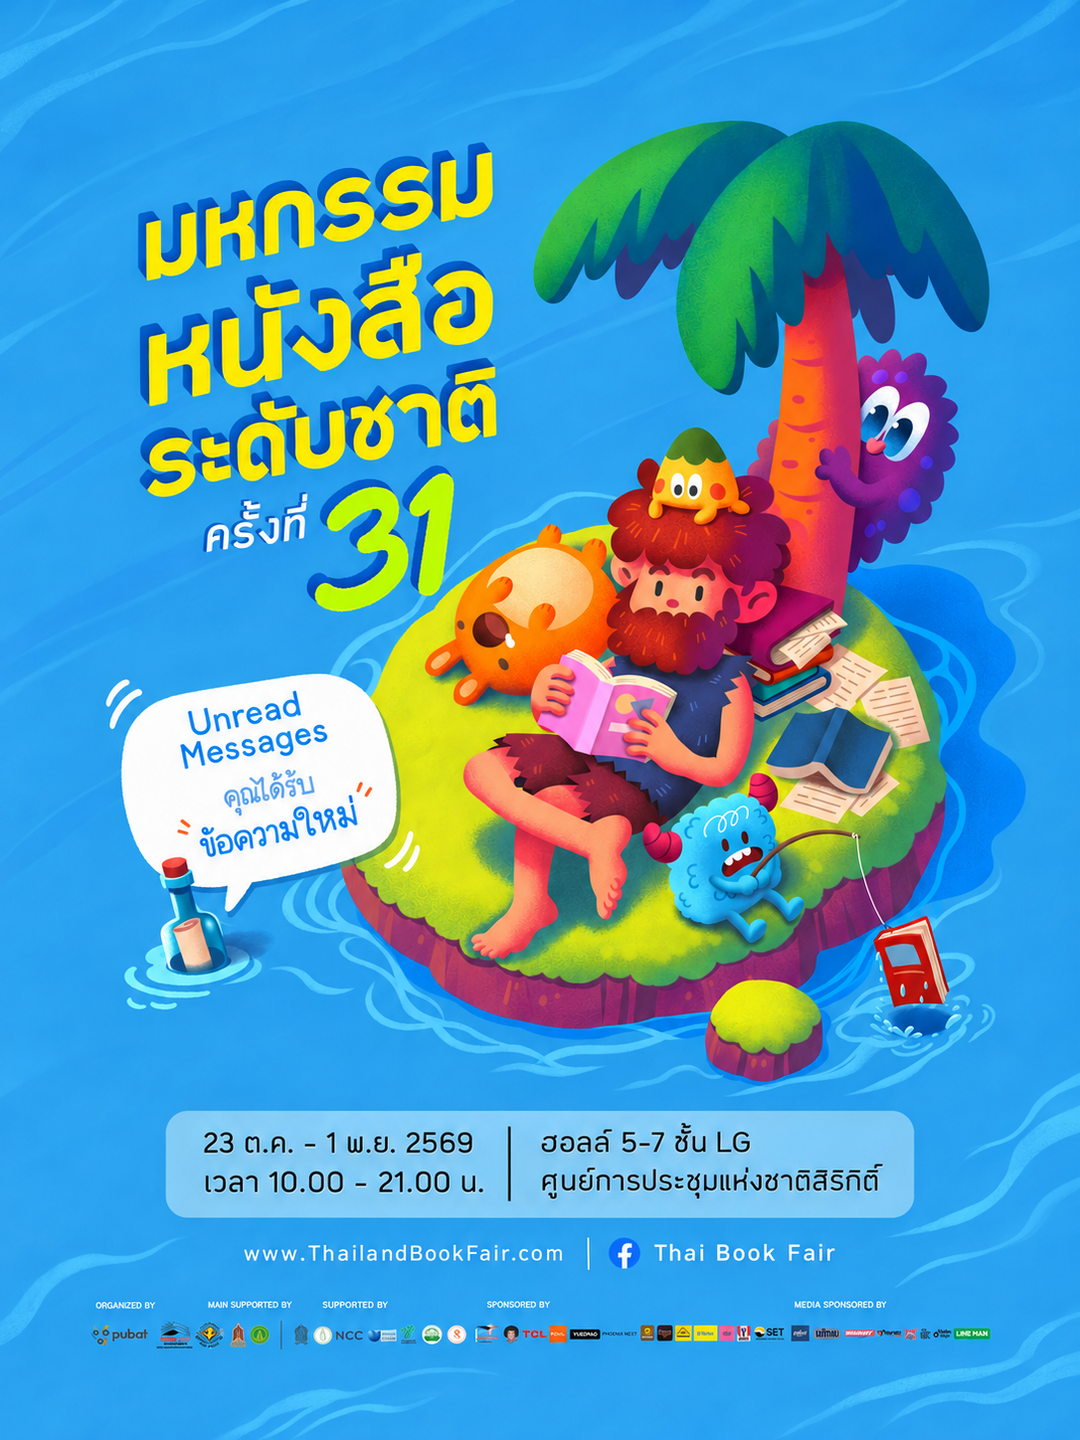 มหกรรม
หนังสือ
ระดับชาติ
ครั้งที่ 31
Unread
Messages
คุณได้รับ
ข้อความใหม่
23 ต.ค. - 1 พ.ย. 2569
เวลา 10.00 - 21.00 น.
ฮอลล์ 5-7 ชั้น LG
ศูนย์การประชุมแห่งชาติสิริกิติ์
www.ThailandBookFair.com
Thai Book Fair
ORGANIZED BY
MAIN SUPPORTED BY
SUPPORTED BY
SPONSORED BY
MEDIA SPONSORED BY
pubat
NCC
TCL
PHOENIX NEXT
SET
LINE MAN